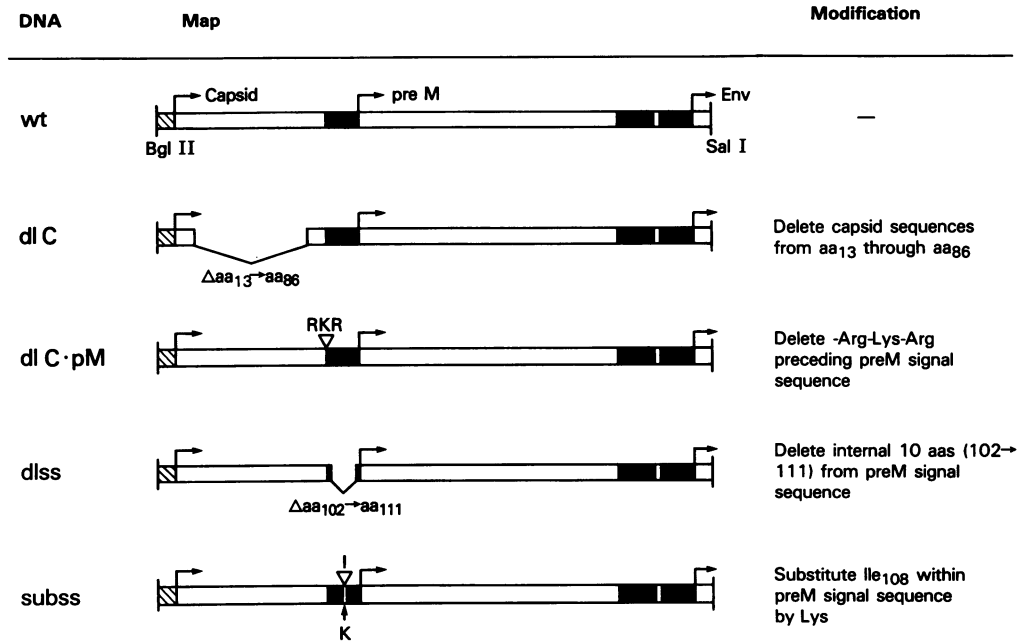 DNA Map Modification
Capsid pre M Env
wt —
Bgl II Sal I
dl C
Delete capsid sequences
from aa13 through aa86
△aa13→aa86
RKR
dl C·pM
Delete -Arg-Lys-Arg
preceding preM signal
sequence
dlss
Delete internal 10 aas (102→
111) from preM signal
sequence
△aa102→aa111
I
subss
Substitute Ile108 within
preM signal sequence
by Lys
K